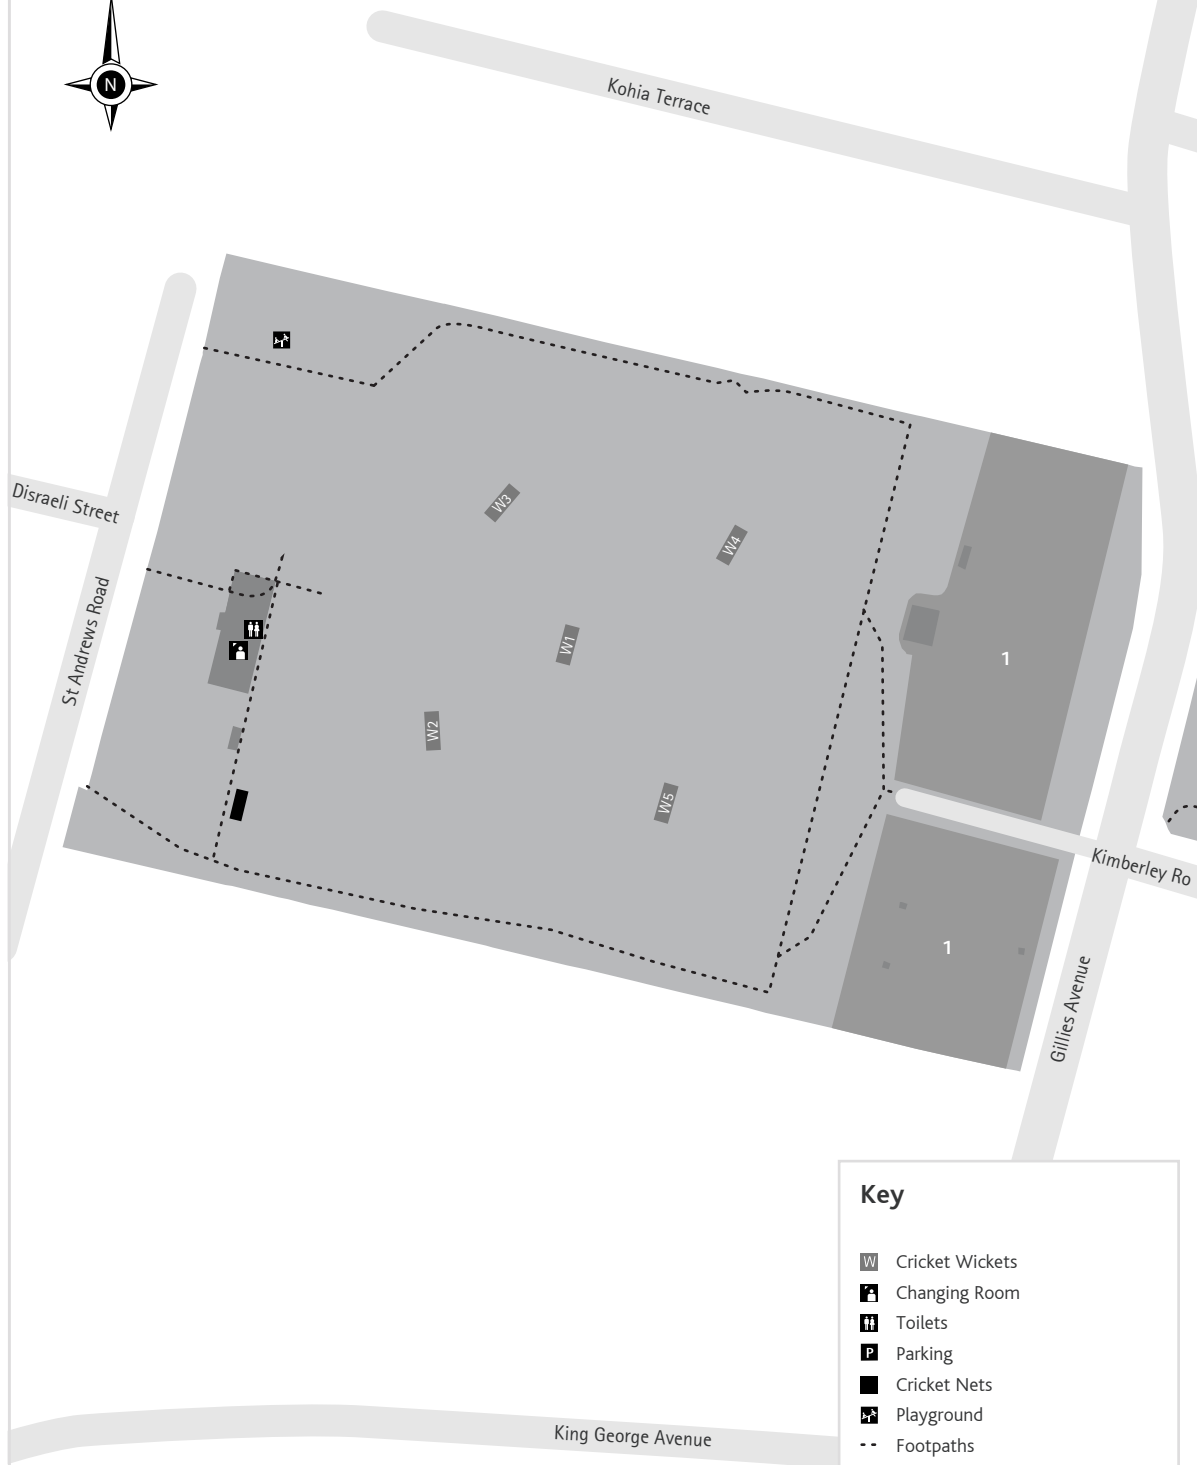 N
Kohia Terrace
Disraeli Street
St Andrews Road
W3
W4
W1
W2
W5
1
Kimberley Ro
1
Gillies Avenue
Key
W Cricket Wickets
Changing Room
Toilets
P Parking
Cricket Nets
Playground
Footpaths
King George Avenue